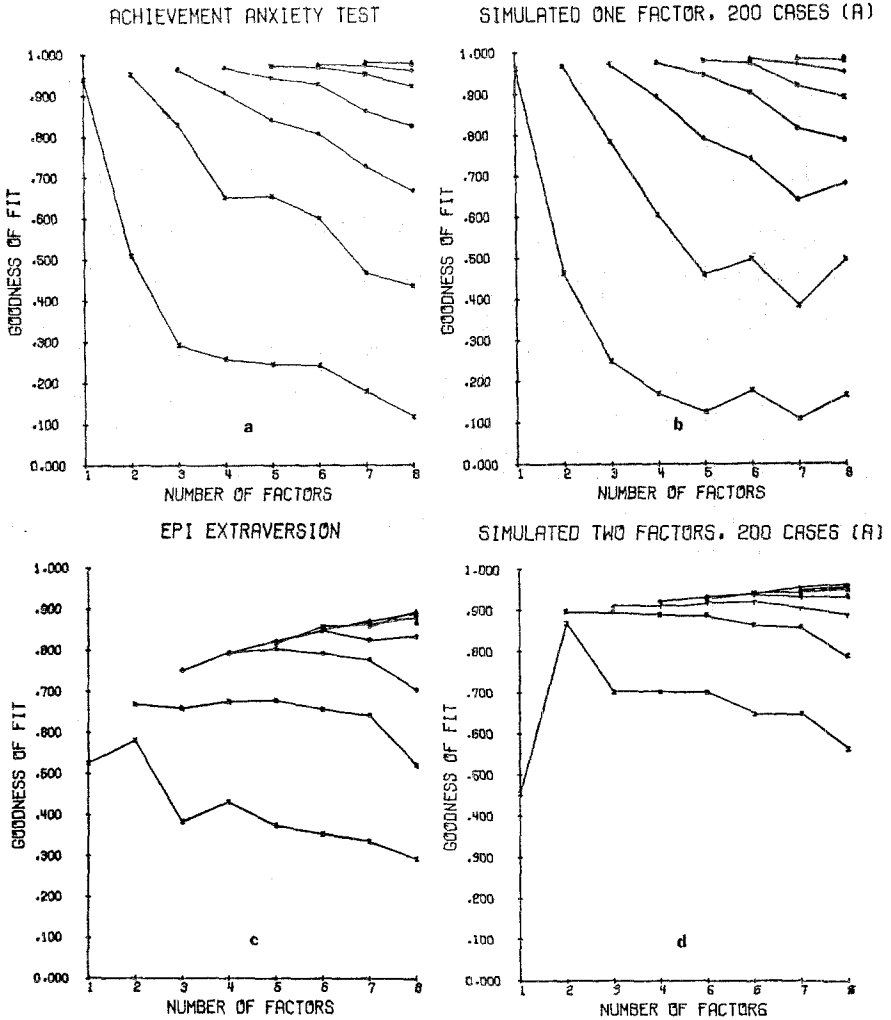 ACHIEVEMENT ANXIETY TEST
GOODNESS OF FIT
1.000
.900
.800
.700
.600
.500
.400
.300
.200
.100
0.000
1 2 3 4 5 6 7 8
a
NUMBER OF FACTORS
SIMULATED ONE FACTOR. 200 CASES (A)
GOODNESS OF FIT
1.000
.900
.800
.700
.600
.500
.400
.300
.200
.100
0.000
1 2 3 4 5 6 7 8
b
NUMBER OF FACTORS
EPI EXTRAVERSION
GOODNESS OF FIT
1.000
.900
.800
.700
.600
.500
.400
.300
.200
.100
0.000
1 2 3 4 5 6 7 8
c
NUMBER OF FACTORS
SIMULATED TWO FACTORS. 200 CASES (A)
GOODNESS OF FIT
1.000
.900
.800
.700
.600
.500
.400
.300
.200
.100
0.000
1 2 3 4 5 6 7 8
d
NUMBER OF FACTORS